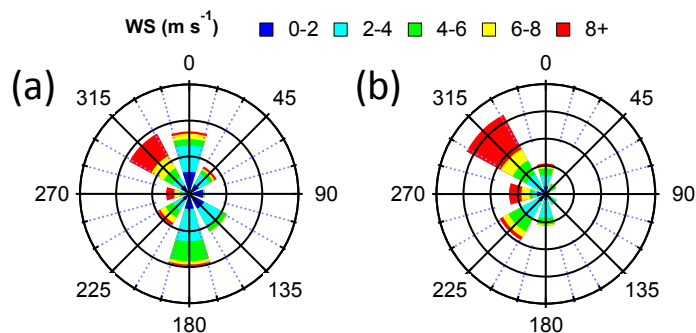 WS (m s⁻¹) 0-2 2-4 4-6 6-8 8+
(a) 0 45 90 135 180 225 270 315
(b) 0 45 90 135 180 225 270 315